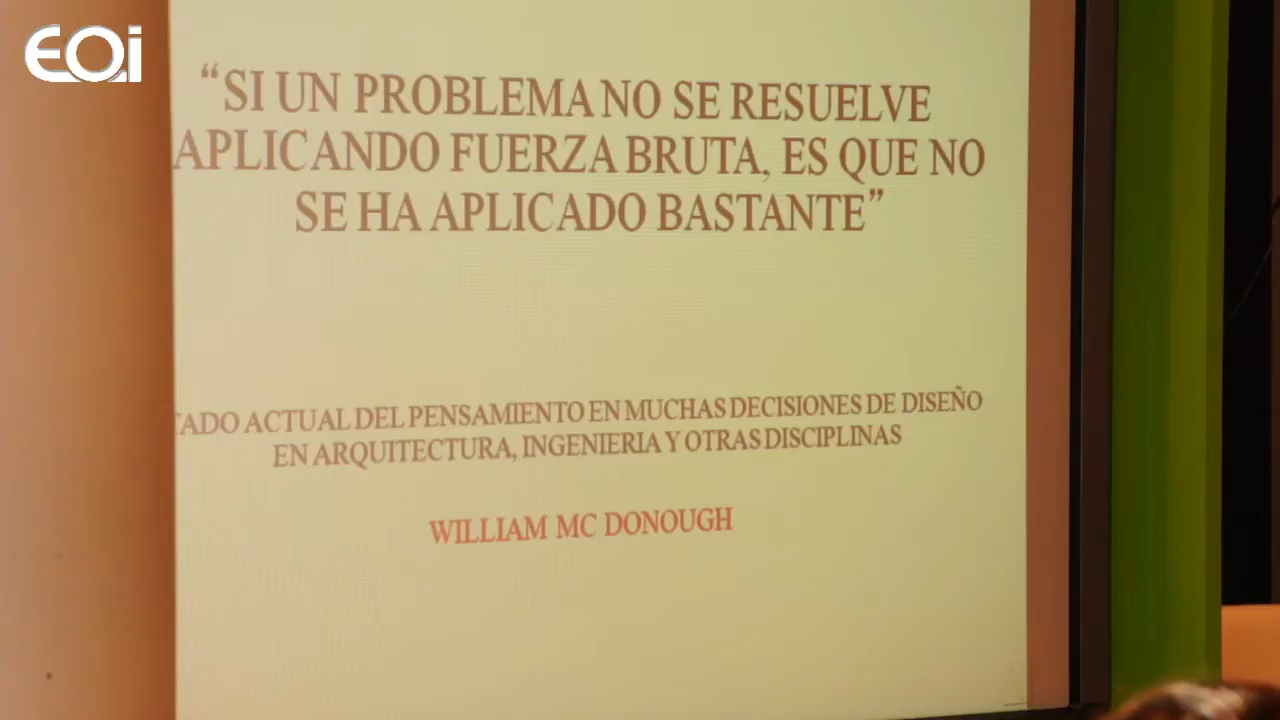 EOi
“SI UN PROBLEMA NO SE RESUELVE
APLICANDO FUERZA BRUTA, ES QUE NO
SE HA APLICADO BASTANTE”
ACTUAL DEL PENSAMIENTO EN MUCHAS DECISIONES DE DISEÑO
EN ARQUITECTURA, INGENIERIA Y OTRAS DISCIPLINAS
WILLIAM MC DONOUGH